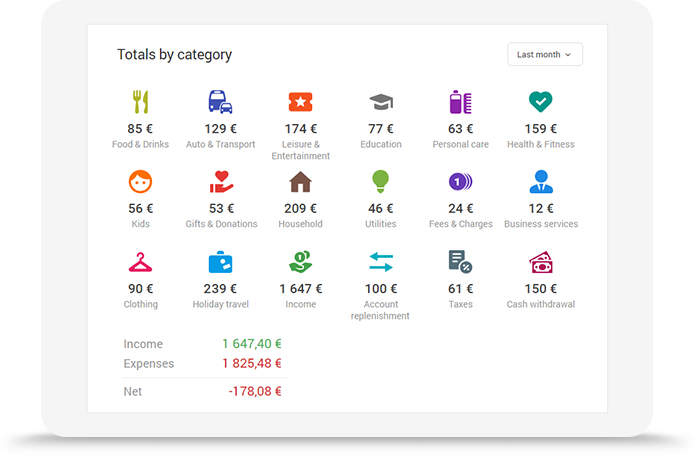 Totals by category
Last month
85 € 129 € 174 € 77 € 63 € 159 €
Food & Drinks Auto & Transport Leisure & Education Personal care Health & Fitness
Entertainment
56 € 53 € 209 € 46 € 24 € 12 €
Kids Gifts & Donations Household Utilities Fees & Charges Business services
90 € 239 € 1 647 € 100 € 61 € 150 €
Clothing Holiday travel Income Account Taxes Cash withdrawal
replenishment
Income 1 647,40 €
Expenses 1 825,48 €
Net -178,08 €